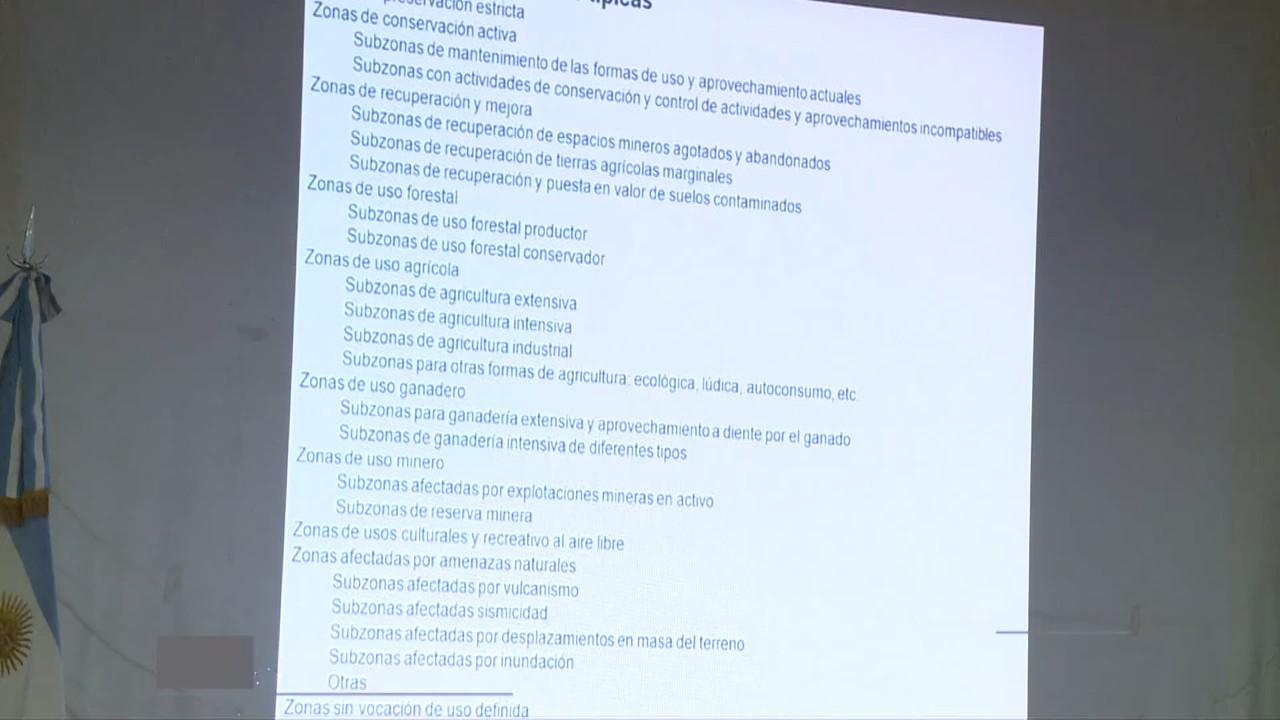 estricta
Zonas de conservación activa
Subzonas de mantenimiento de las formas de uso y aprovechamiento actuales
Subzonas con actividades de conservación y control de actividades y aprovechamientos incompatibles
Zonas de recuperación y mejora
Subzonas de recuperación de espacios mineros agotados y abandonados
Subzonas de recuperación de tierras agrícolas marginales
Subzonas de recuperación y puesta en valor de suelos contaminados
Zonas de uso forestal
Subzonas de uso forestal productor
Subzonas de uso forestal conservador
Zonas de uso agrícola
Subzonas de agricultura extensiva
Subzonas de agricultura intensiva
Subzonas de agricultura industrial
Subzonas para otras formas de agricultura: ecológica, lúdica, autoconsumo, etc.
Zonas de uso ganadero
Subzonas para ganadería extensiva y aprovechamiento a diente por el ganado
Subzonas de ganadería intensiva de diferentes tipos
Zonas de uso minero
Subzonas afectadas por explotaciones mineras en activo
Subzonas de reserva minera
Zonas de usos culturales y recreativo al aire libre
Zonas afectadas por amenazas naturales
Subzonas afectadas por vulcanismo
Subzonas afectadas sismicidad
Subzonas afectadas por desplazamientos en masa del terreno
Subzonas afectadas por inundación
Otras
Zonas sin vocación de uso definida